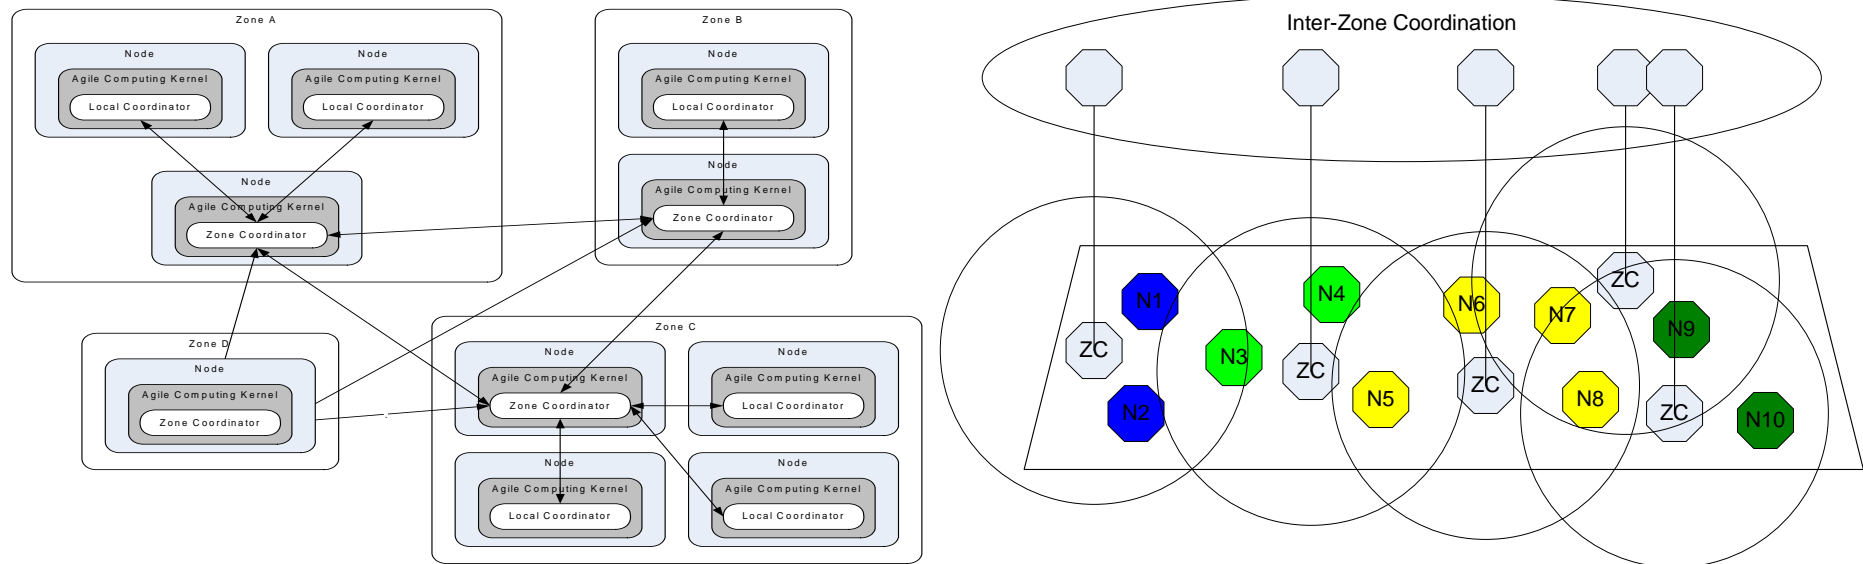 Zone A
Node
Agile Computing Kernel
Local Coordinator
Node
Agile Computing Kernel
Local Coordinator
Node
Agile Computing Kernel
Zone Coordinator
Zone B
Node
Agile Computing Kernel
Local Coordinator
Node
Agile Computing Kernel
Zone Coordinator
Zone D
Node
Agile Computing Kernel
Zone Coordinator
Zone C
Node
Agile Computing Kernel
Zone Coordinator
Node
Agile Computing Kernel
Local Coordinator
Node
Agile Computing Kernel
Local Coordinator
Node
Agile Computing Kernel
Local Coordinator
Inter-Zone Coordination
ZC
N1
N2
N3
N4
ZC
N5
N6
ZC
N7
N8
ZC
N9
ZC
N10